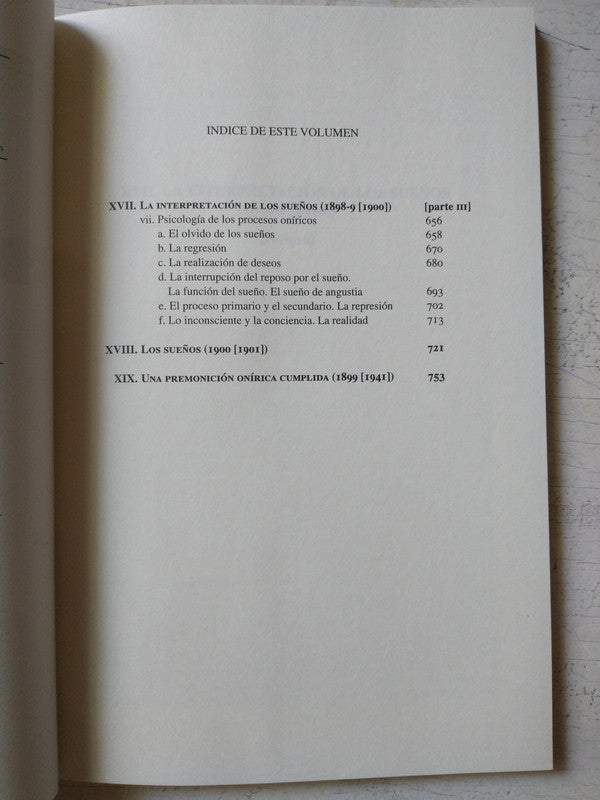 INDICE DE ESTE VOLUMEN
XVII. LA INTERPRETACIÓN DE LOS SUEÑOS (1898-9 [1900]) [parte III]
vii. Psicología de los procesos oníricos 656
a. El olvido de los sueños 658
b. La regresión 670
c. La realización de deseos 680
d. La interrupción del reposo por el sueño.
La función del sueño. El sueño de angustia 693
e. El proceso primario y el secundario. La represión 702
f. Lo inconsciente y la conciencia. La realidad 713
XVIII. LOS SUEÑOS (1900 [1901]) 721
XIX. UNA PREMONICIÓN ONÍRICA CUMPLIDA (1899 [1941]) 753